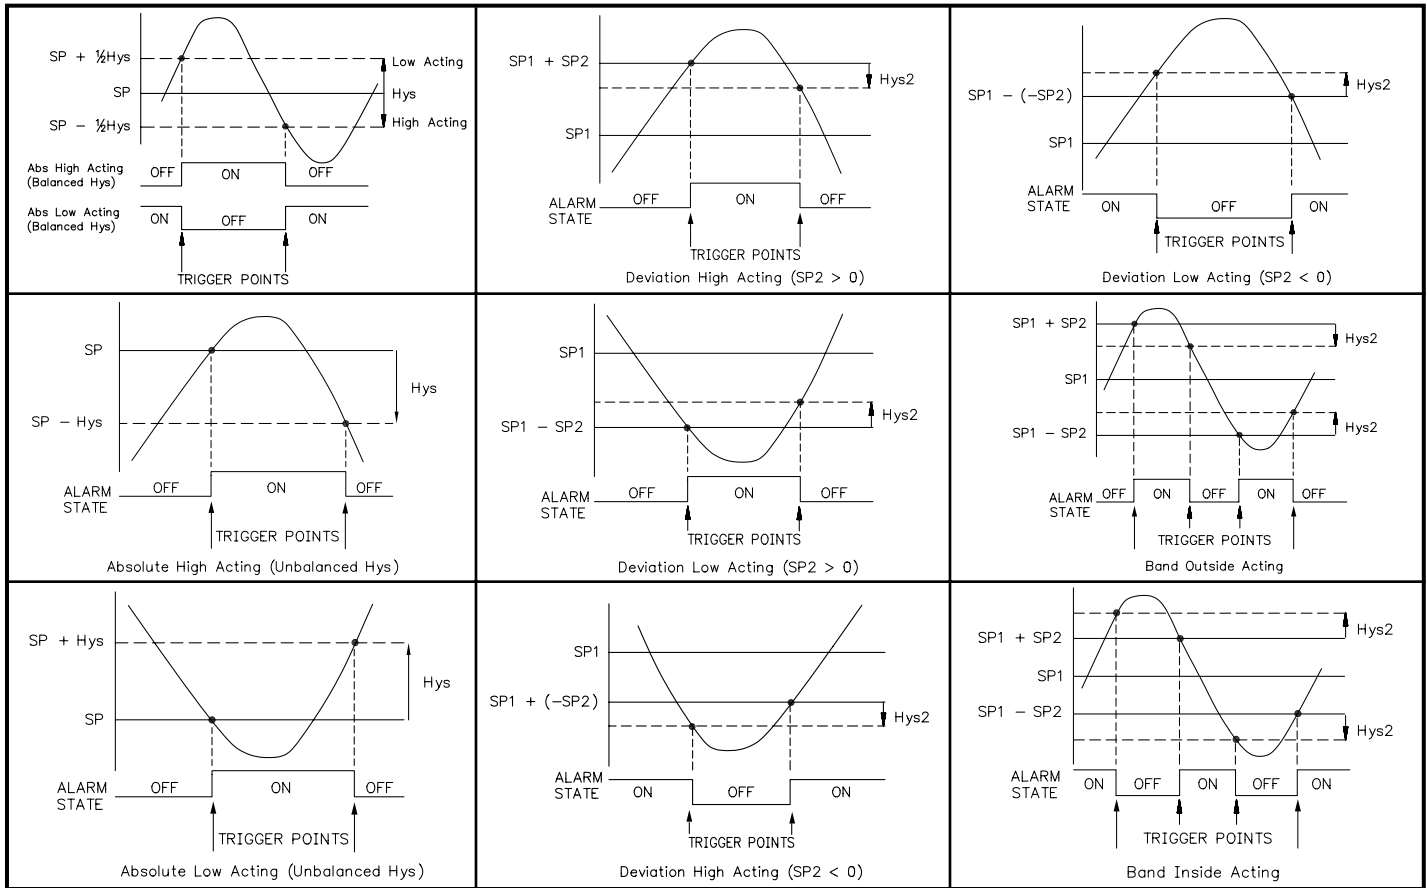 SP + ½Hys
Low Acting
SP
Hys
SP - ½Hys
High Acting
Abs High Acting
(Balanced Hys)
OFF
ON
OFF
Abs Low Acting
(Balanced Hys)
ON
OFF
ON
TRIGGER POINTS
SP1 + SP2
Hys2
SP1
ALARM
STATE
OFF
ON
OFF
TRIGGER POINTS
Deviation High Acting (SP2 > 0)
Hys2
SP1 - (-SP2)
SP1
ALARM
STATE
ON
OFF
ON
TRIGGER POINTS
Deviation Low Acting (SP2 < 0)
SP
Hys
SP - Hys
ALARM
STATE
OFF
ON
OFF
TRIGGER POINTS
Absolute High Acting (Unbalanced Hys)
SP1
Hys2
SP1 - SP2
ALARM
STATE
OFF
ON
OFF
TRIGGER POINTS
Deviation Low Acting (SP2 > 0)
SP1 + SP2
Hys2
SP1
Hys2
SP1 - SP2
ALARM
STATE
OFF
ON
OFF
ON
OFF
TRIGGER POINTS
Band Outside Acting
SP + Hys
Hys
SP
ALARM
STATE
OFF
ON
OFF
TRIGGER POINTS
Absolute Low Acting (Unbalanced Hys)
SP1
SP1 + (-SP2)
Hys2
ALARM
STATE
ON
OFF
ON
TRIGGER POINTS
Deviation High Acting (SP2 < 0)
Hys2
SP1 + SP2
SP1
SP1 - SP2
Hys2
ALARM
STATE
ON
OFF
ON
OFF
ON
TRIGGER POINTS
Band Inside Acting